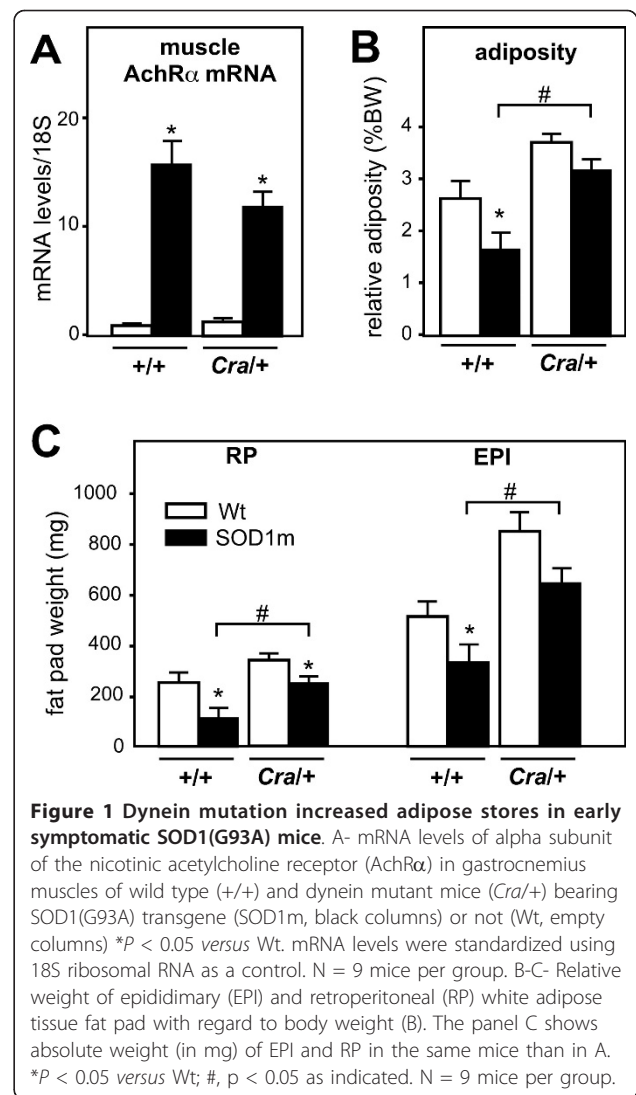 A
muscle
AchRα mRNA
mRNA levels/18S
20
10
0
*
*
+/+
Cra/+
B
adiposity
relative adiposity (%BW)
4
3
2
1
0
#
*
+/+
Cra/+
C
RP
EPI
fat pad weight (mg)
1000
800
600
400
200
0
Wt
SOD1m
#
*
*
#
*
+/+
Cra/+
+/+
Cra/+
Figure 1 Dynein mutation increased adipose stores in early
symptomatic SOD1(G93A) mice. A- mRNA levels of alpha subunit
of the nicotinic acetylcholine receptor (AchRα) in gastrocnemius
muscles of wild type (+/+) and dynein mutant mice (Cra/+) bearing
SOD1(G93A) transgene (SOD1m, black columns) or not (Wt, empty
columns) *P < 0.05 versus Wt. mRNA levels were standardized using
18S ribosomal RNA as a control. N = 9 mice per group. B-C- Relative
weight of epididimary (EPI) and retroperitoneal (RP) white adipose
tissue fat pad with regard to body weight (B). The panel C shows
absolute weight (in mg) of EPI and RP in the same mice than in A.
*P < 0.05 versus Wt; #, p < 0.05 as indicated. N = 9 mice per group.